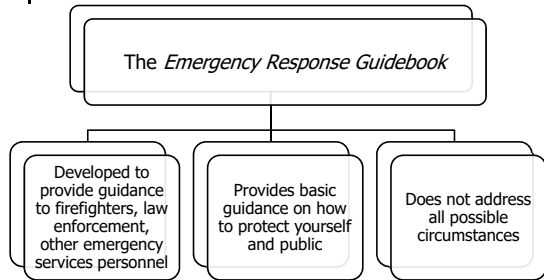 The Emergency Response Guidebook
Developed to
provide guidance
to firefighters, law
enforcement,
other emergency
services personnel
Provides basic
guidance on how
to protect yourself
and public
Does not address
all possible
circumstances